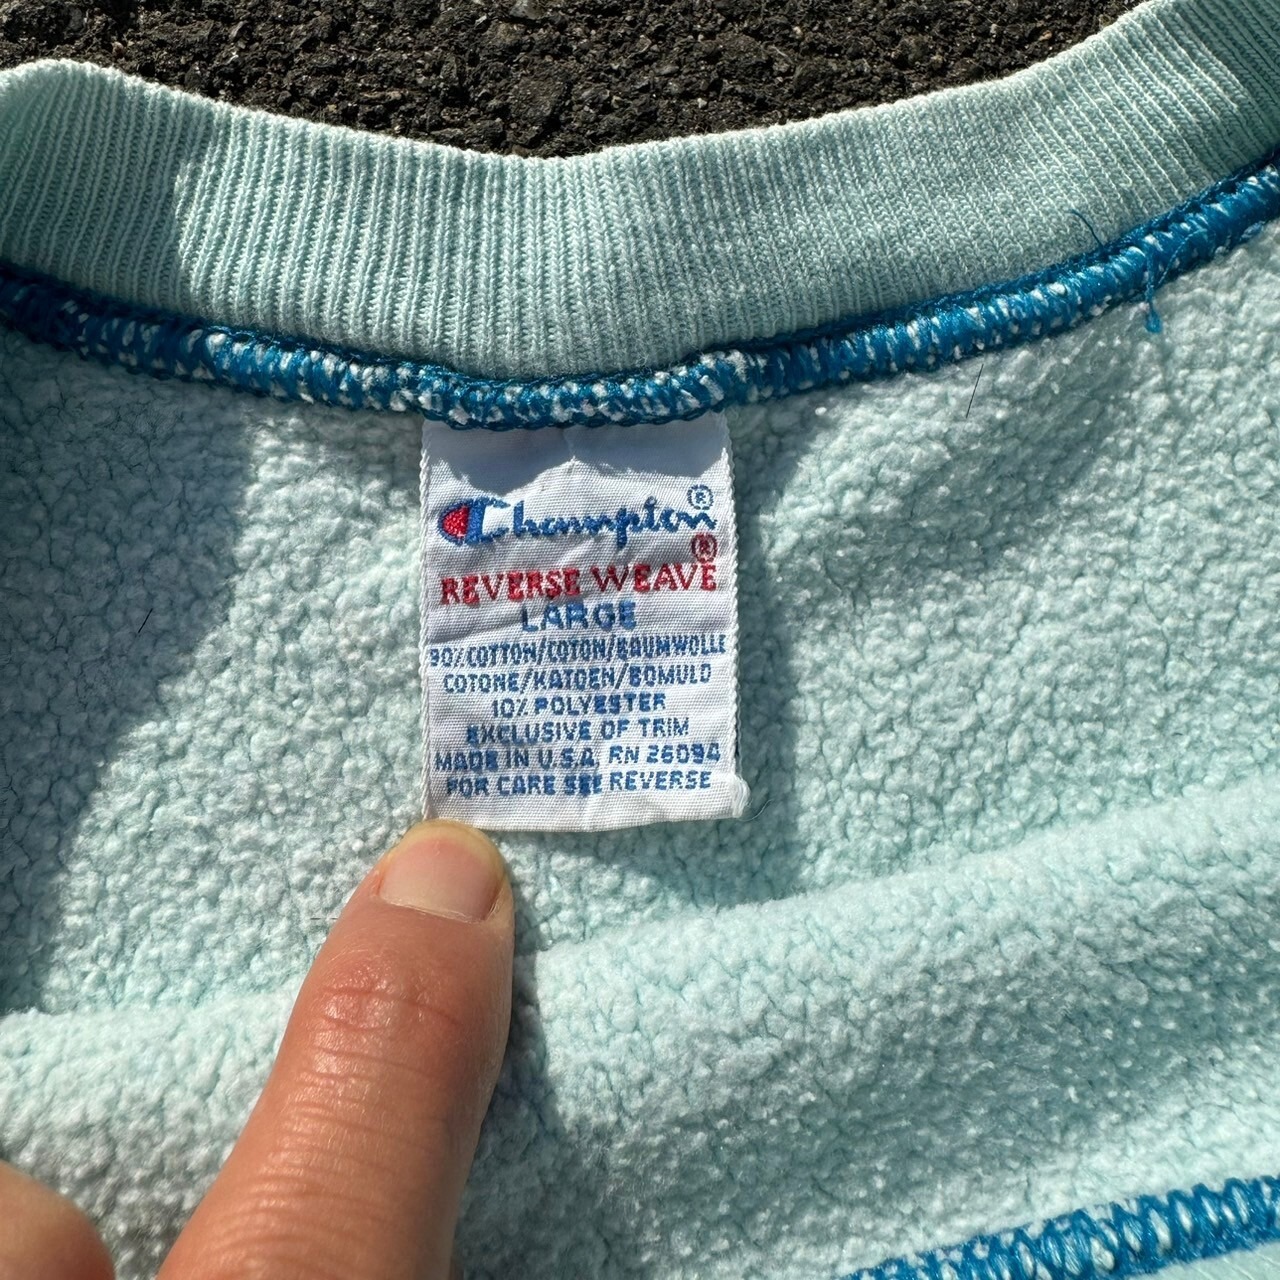 Champion®
REVERSE WEAVE®
LARGE
90% COTTON/COTON/BAUMWOLLE
COTONE/KATOEN/BOMULD
10% POLYESTER
EXCLUSIVE OF TRIM
MADE IN U.S.A. RN 26094
FOR CARE SEE REVERSE